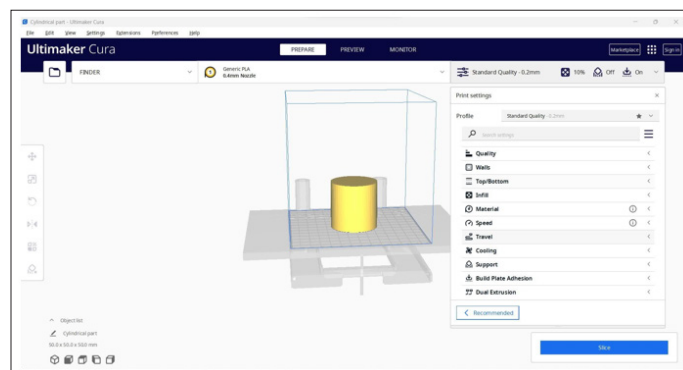 Cylindrical part - Ultimaker Cura
File Edit View Settings Extensions Preferences Help
Ultimaker Cura
PREPARE PREVIEW MONITOR
Marketplace Sign in
FINDER
1 Generic PLA
0.4mm Nozzle
Standard Quality - 0.2mm 10% Off On
Print settings
Profile Standard Quality - 0.2mm
Search settings
Quality
Walls
Top/Bottom
Infill
Material
Speed
Travel
Cooling
Support
Build Plate Adhesion
Dual Extrusion
Recommended
Object list
Cylindrical part
50.0 x 50.0 x 50.0 mm
Slice